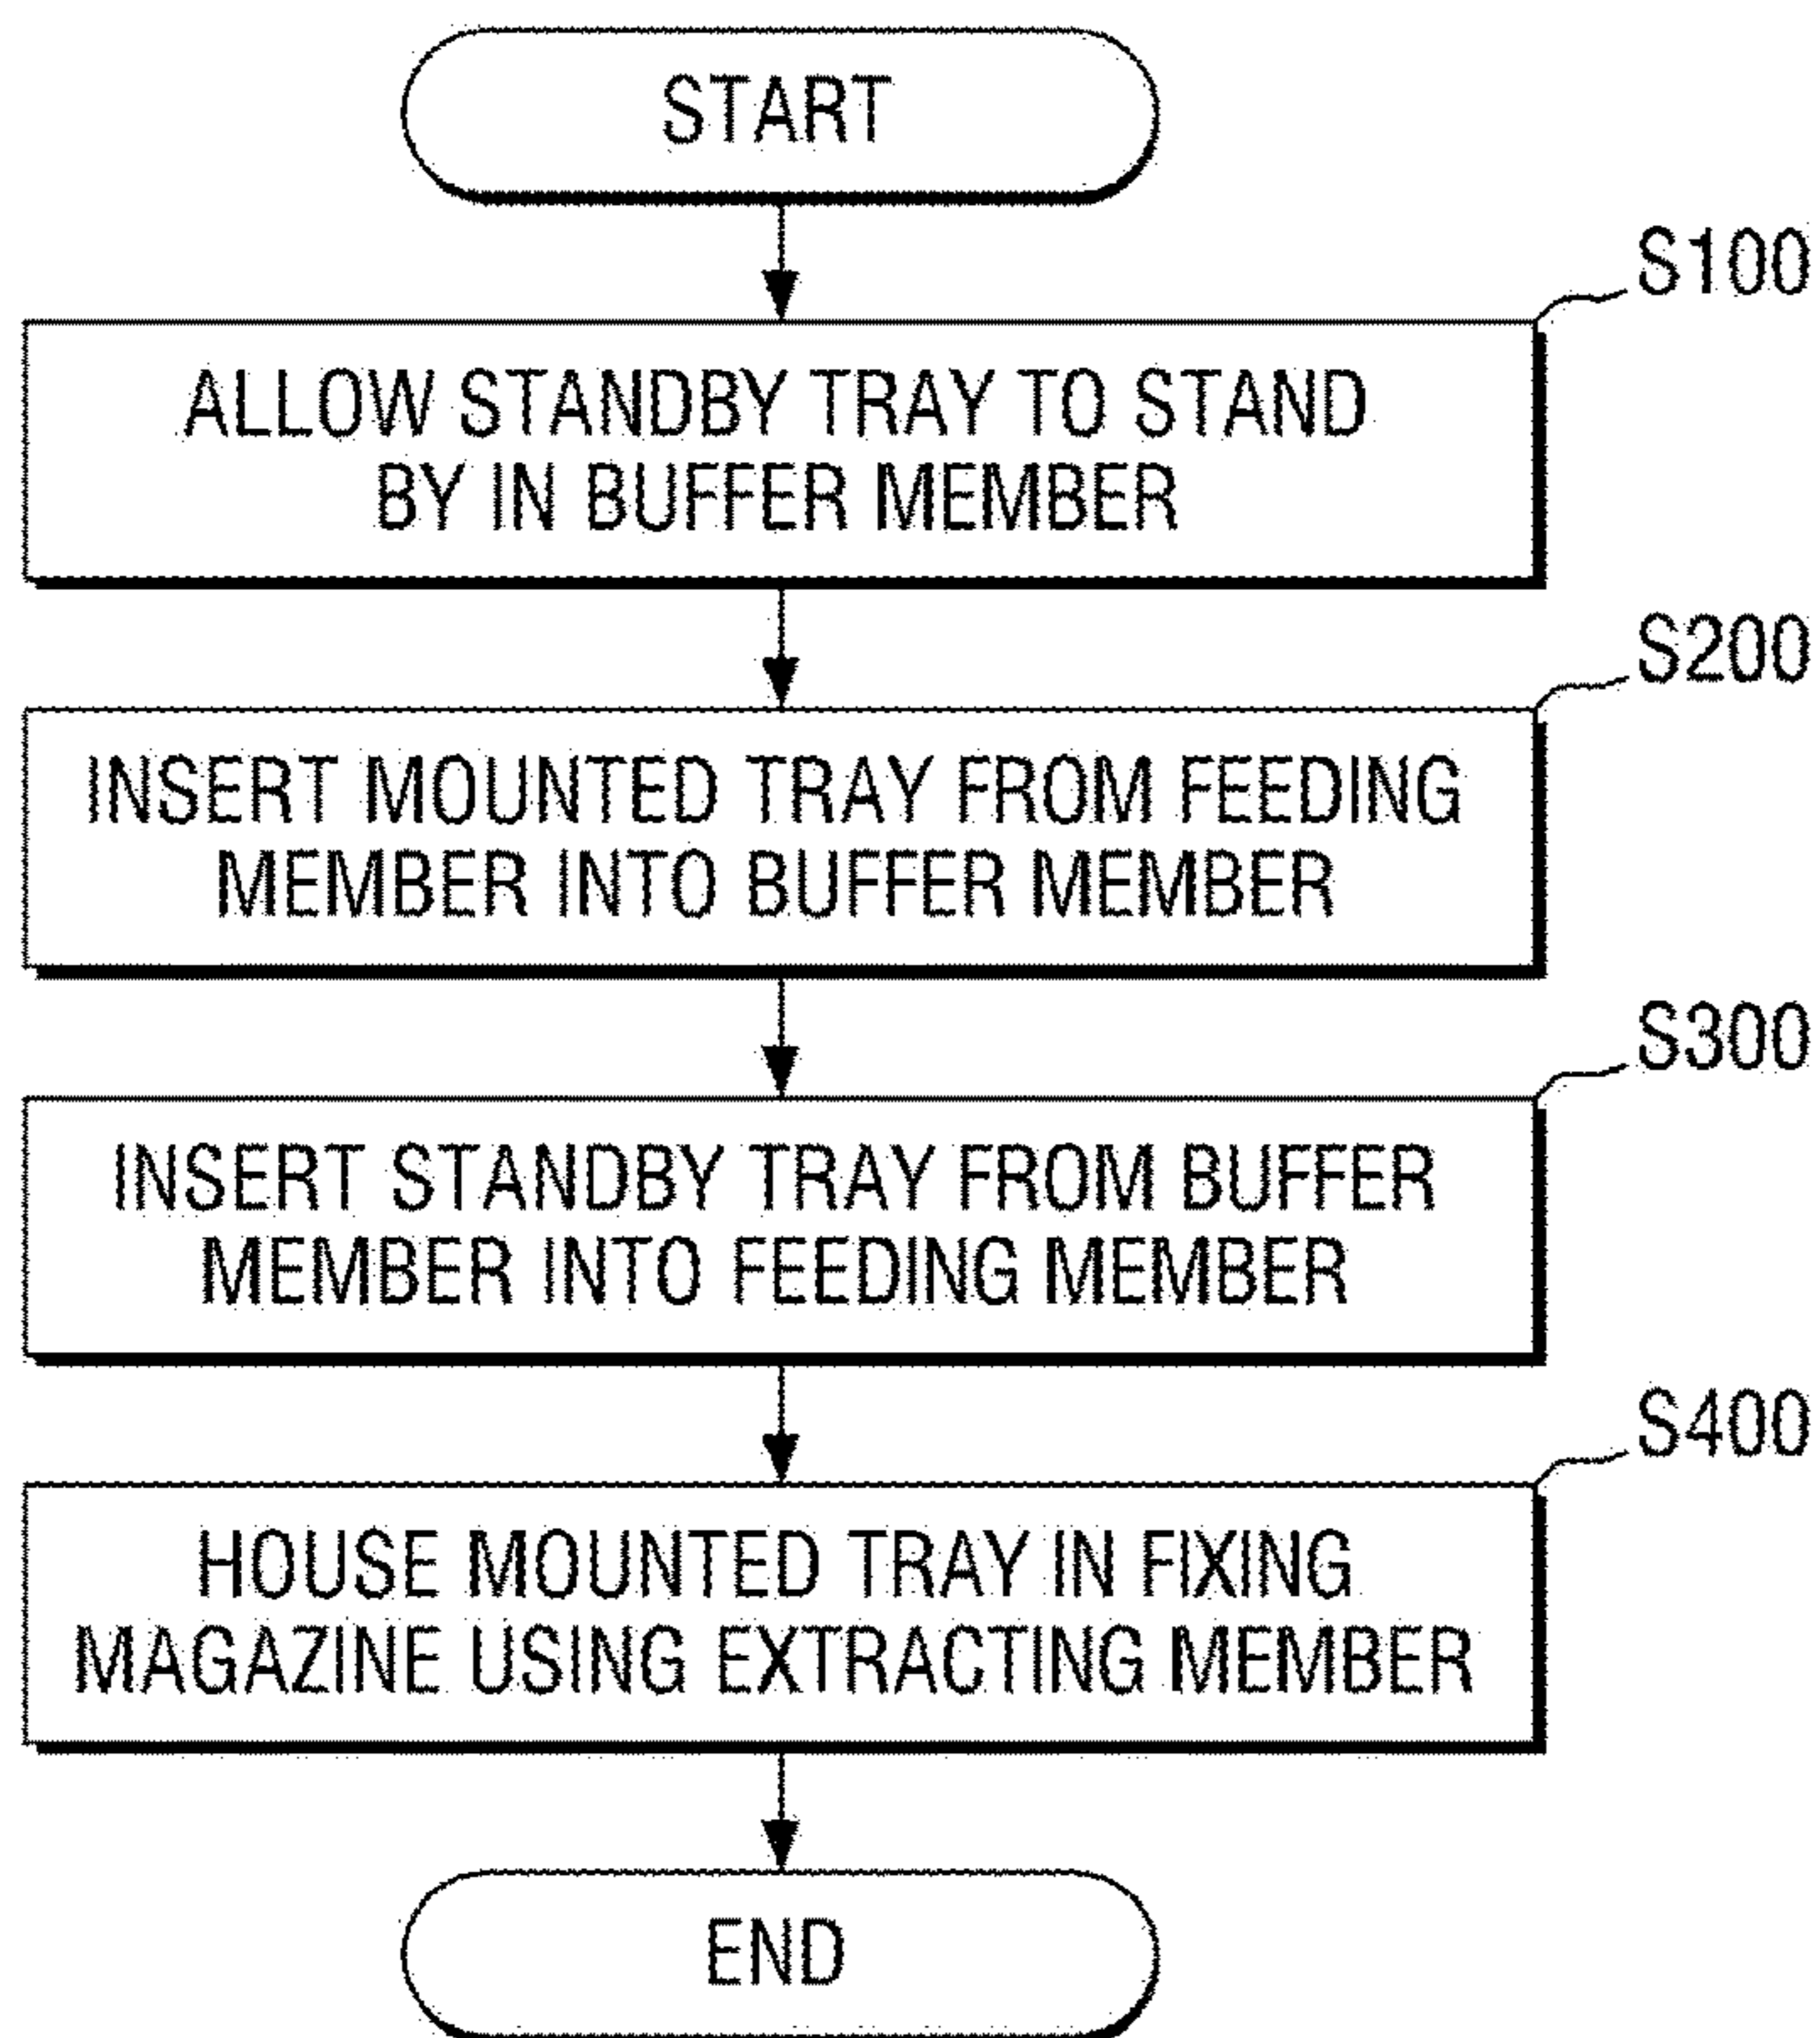 START
S100
ALLOW STANDBY TRAY TO STAND
BY IN BUFFER MEMBER
S200
INSERT MOUNTED TRAY FROM FEEDING
MEMBER INTO BUFFER MEMBER
S300
INSERT STANDBY TRAY FROM BUFFER
MEMBER INTO FEEDING MEMBER
S400
HOUSE MOUNTED TRAY IN FIXING
MAGAZINE USING EXTRACTING MEMBER
END